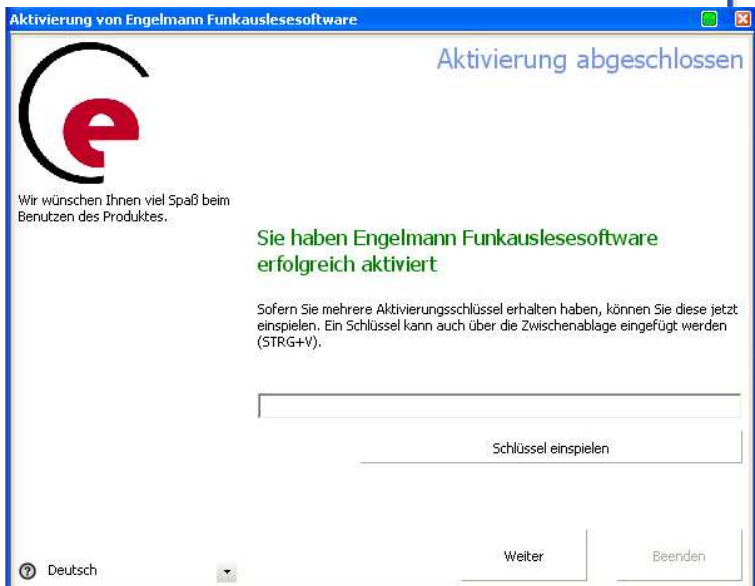 Aktivierung von Engelmann Funkauslesesoftware
Aktivierung abgeschlossen
e
Wir wünschen Ihnen viel Spaß beim
Benutzen des Produktes.
Sie haben Engelmann Funkauslesesoftware
erfolgreich aktiviert
Sofern Sie mehrere Aktivierungsschlüssel erhalten haben, können Sie diese jetzt
einspielen. Ein Schlüssel kann auch über die Zwischenablage eingefügt werden
(STRG+V).
Schlüssel einspielen
Weiter
Beenden
? Deutsch